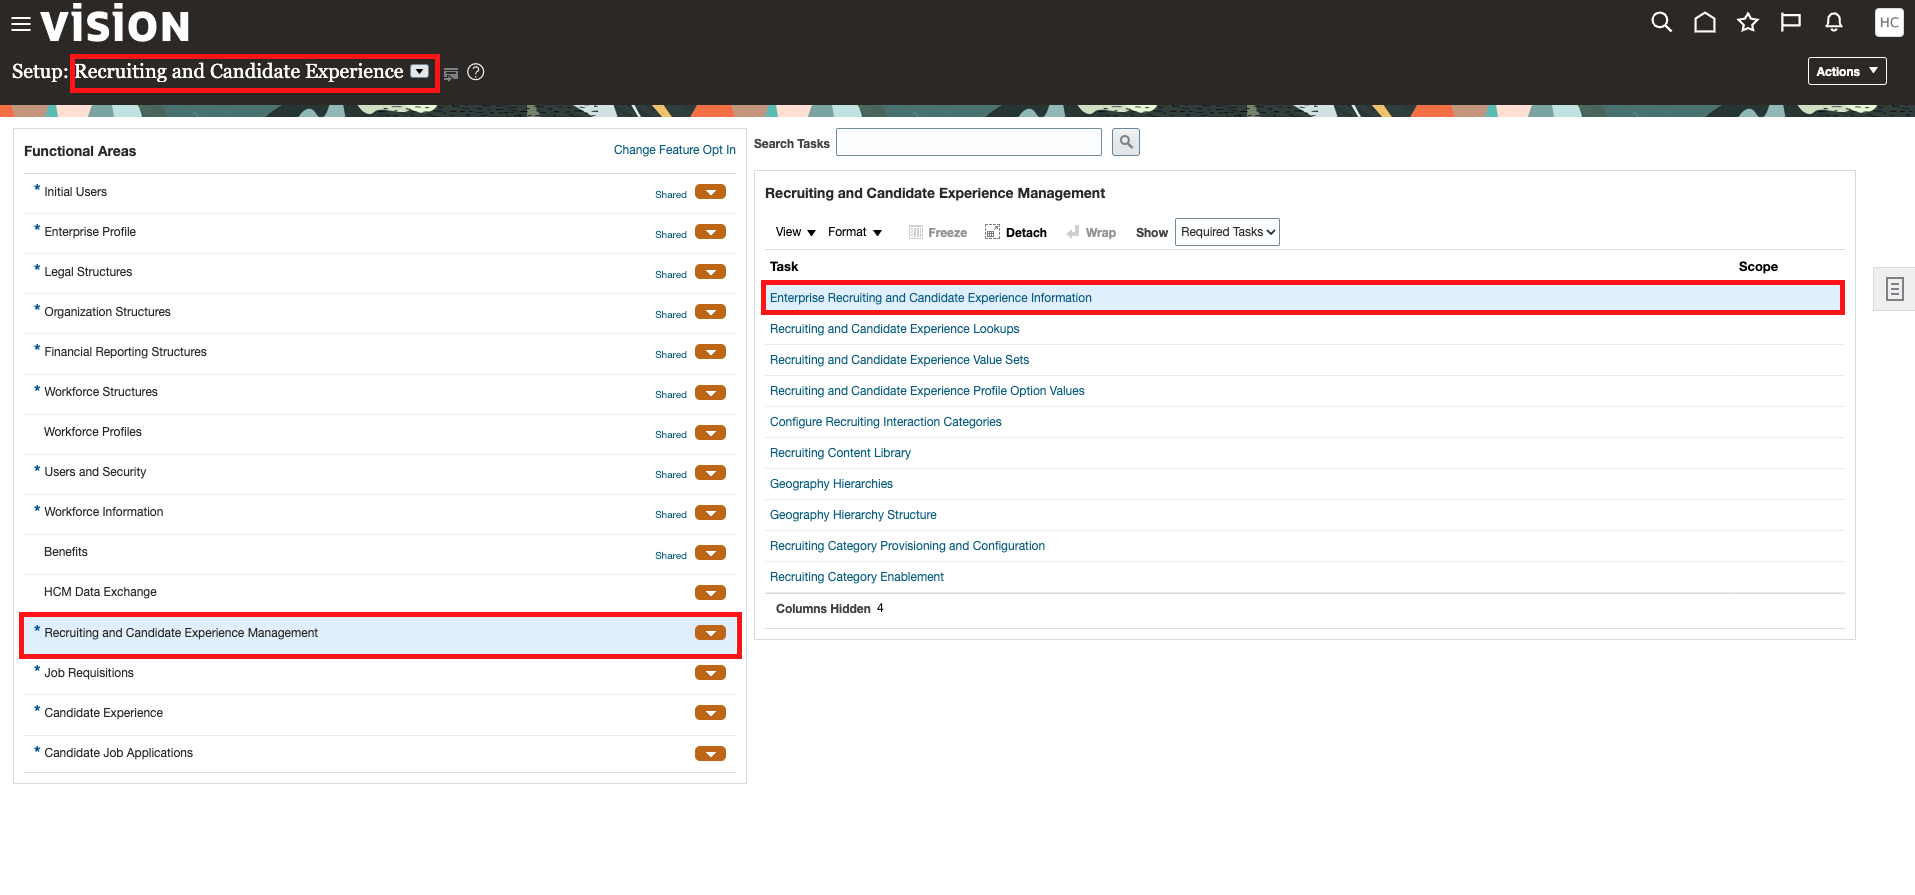 VISION
HC
Setup: Recruiting and Candidate Experience
Actions
Functional Areas
Change Feature Opt In
* Initial Users Shared
* Enterprise Profile Shared
* Legal Structures Shared
* Organization Structures Shared
* Financial Reporting Structures Shared
* Workforce Structures Shared
Workforce Profiles Shared
* Users and Security Shared
* Workforce Information Shared
Benefits Shared
HCM Data Exchange
* Recruiting and Candidate Experience Management
* Job Requisitions
* Candidate Experience
* Candidate Job Applications
Search Tasks
Recruiting and Candidate Experience Management
View Format Freeze Detach Wrap Show Required Tasks
Task Scope
Enterprise Recruiting and Candidate Experience Information
Recruiting and Candidate Experience Lookups
Recruiting and Candidate Experience Value Sets
Recruiting and Candidate Experience Profile Option Values
Configure Recruiting Interaction Categories
Recruiting Content Library
Geography Hierarchies
Geography Hierarchy Structure
Recruiting Category Provisioning and Configuration
Recruiting Category Enablement
Columns Hidden 4